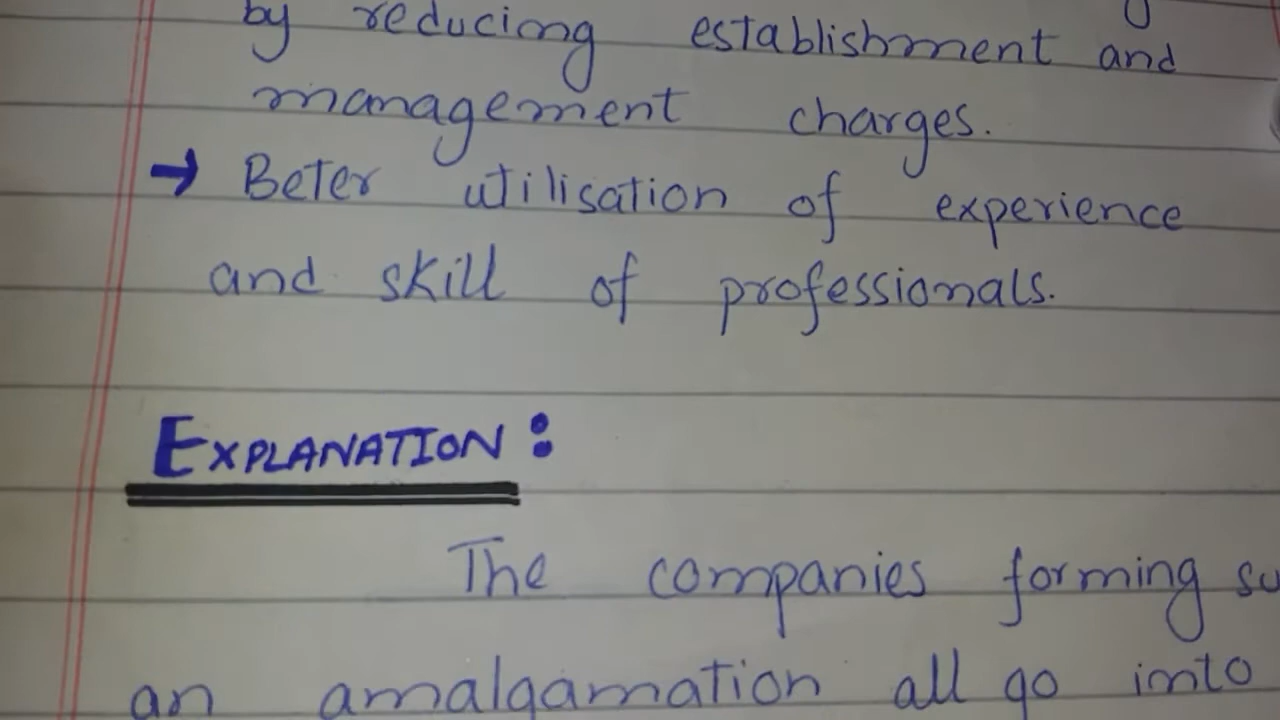 by reducing establishment and
management charges.
→ Beter utilisation of experience
and skill of professionals.
EXPLANATION:
The companies forming su
an amalgamation all go into